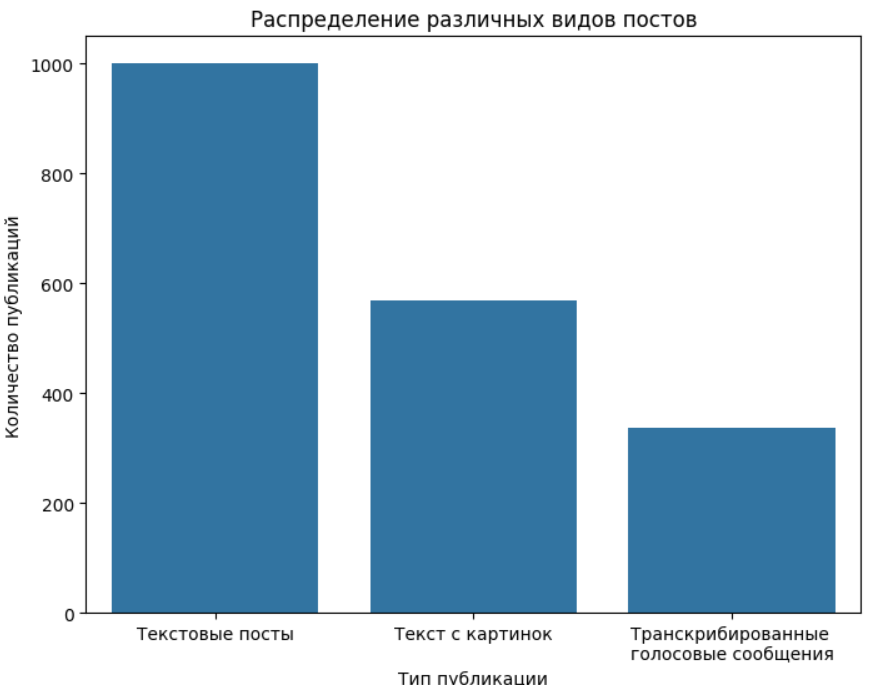 Распределение различных видов постов
Количество публикаций
1000
800
600
400
200
0
Текстовые посты
Текст с картинок
Транскрибированные
голосовые сообщения
Тип публикации